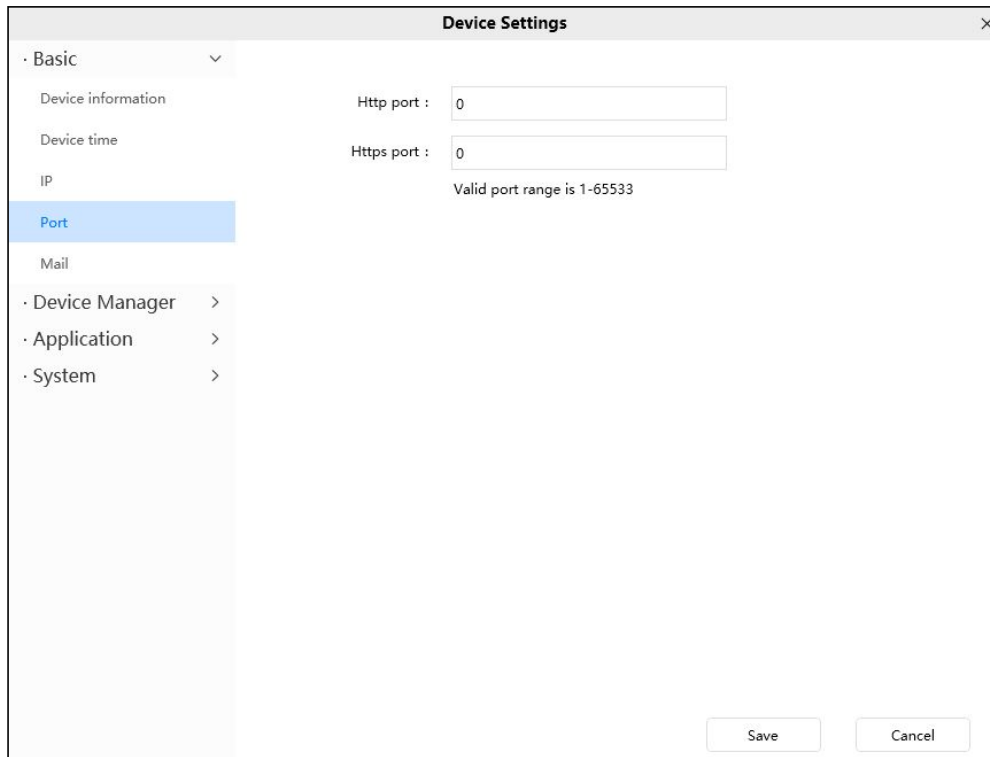 Device Settings
· Basic
Device information
Device time
IP
Port
Mail
· Device Manager
· Application
· System
Http port : 0
Https port : 0
Valid port range is 1-65533
Save Cancel